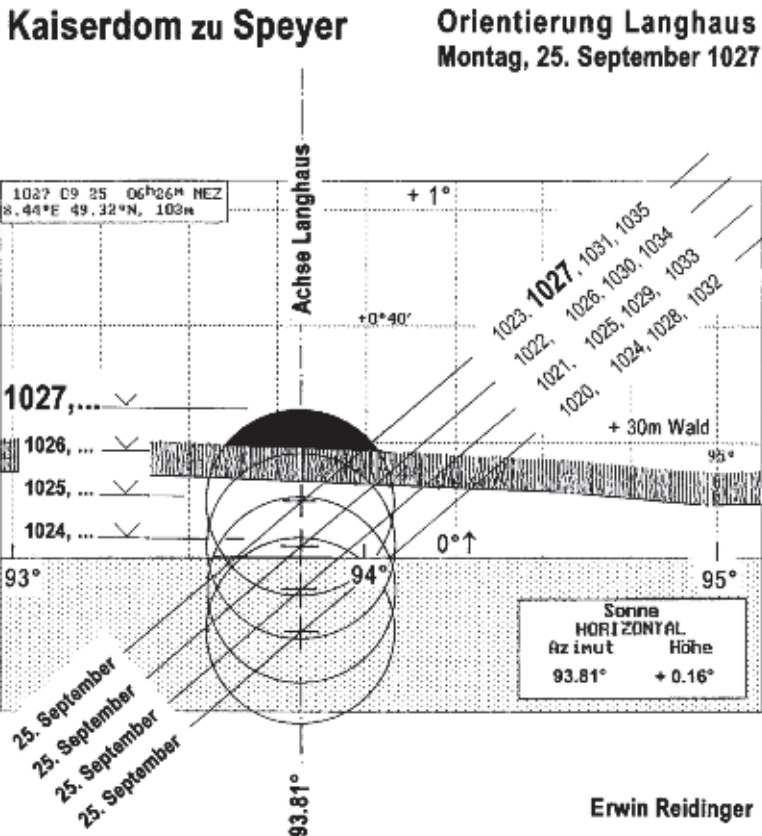 Kaiserdom zu Speyer
Orientierung Langhaus
Montag, 25. September 1027
1027 09 25 06h26m MEZ
8.44°E 49.32°N, 103m
Achse Langhaus
+ 1°
+0°40'
1023, 1027, 1031, 1035
1022, 1026, 1030, 1034
1021, 1025, 1029, 1033
1020, 1024, 1028, 1032
1027,...
1026, ...
1025, ...
1024, ...
+ 30m Wald
95°
0°↑
93°
94°
95°
Sonne
HORIZONTAL
Azimut Höhe
93.81° + 0.16°
25. September
25. September
25. September
25. September
93.81°
Erwin Reidinger